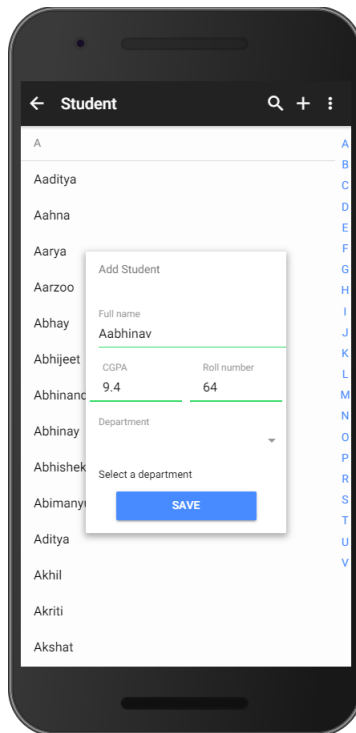 Student
A
Aaditya
Aahna
Aarya
Aarzoo
Abhay
Abhijeet
Abhinand
Abhinay
Abhishek
Abimanyu
Aditya
Akhil
Akriti
Akshat
Add Student
Full name
Aabhinav
CGPA Roll number
9.4 64
Department
Select a department
SAVE
A
B
C
D
E
F
G
H
I
J
K
L
M
N
O
P
R
S
T
U
V